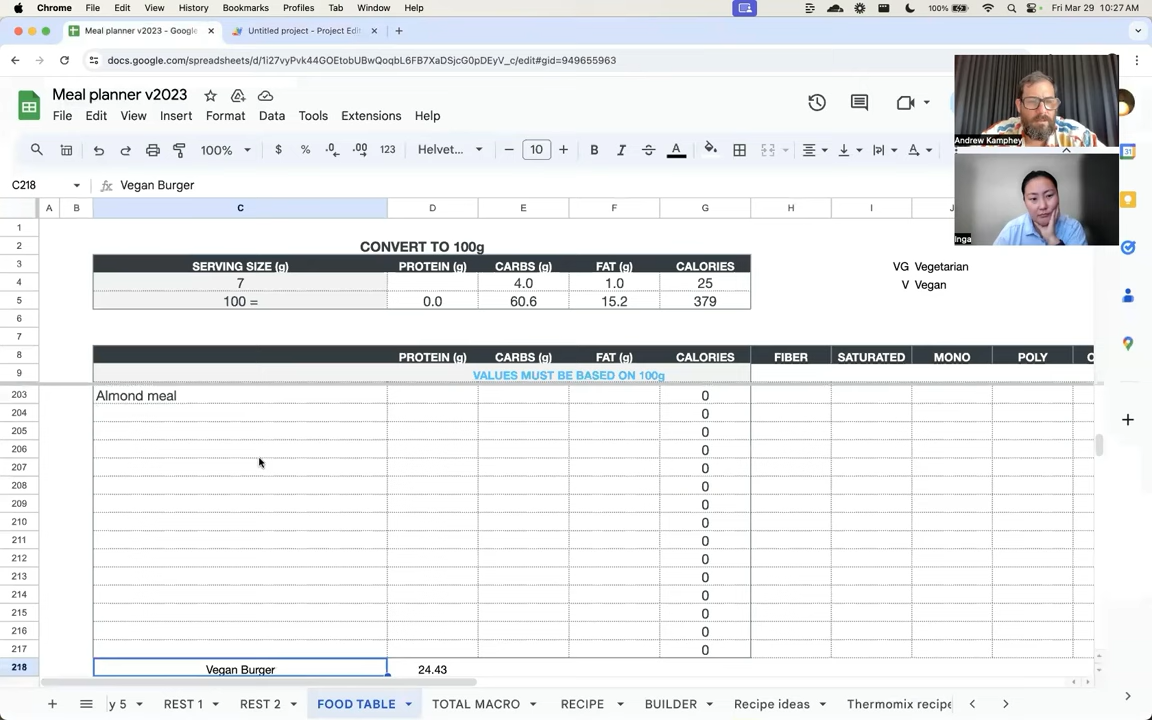 Chrome File Edit View History Bookmarks Profiles Tab Window Help 100% Fri Mar 29 10:27 AM
Meal planner v2023 - Google Untitled project - Project Edit
docs.google.com/spreadsheets/d/1i27vyPvk44GOEtobUBwQoqbL6FB7XaDSjcG0pDEyV_c/edit#gid=949655963
Meal planner v2023
File Edit View Insert Format Data Tools Extensions Help
100% $ % .0 .00 123 Helvet... 10 B I S A
C218 fx Vegan Burger
Andrew Kamphey
Inga
A B C D E F G H I J
1
2 CONVERT TO 100g
3 SERVING SIZE (g) PROTEIN (g) CARBS (g) FAT (g) CALORIES VG Vegetarian
4 7 4.0 1.0 25 V Vegan
5 100 = 0.0 60.6 15.2 379
6
7
8 PROTEIN (g) CARBS (g) FAT (g) CALORIES FIBER SATURATED MONO POLY
9 VALUES MUST BE BASED ON 100g
203 Almond meal 0
204 0
205 0
206 0
207 0
208 0
209 0
210 0
211 0
212 0
213 0
214 0
215 0
216 0
217 0
218 Vegan Burger 24.43
y 5 REST 1 REST 2 FOOD TABLE TOTAL MACRO RECIPE BUILDER Recipe ideas Thermomix recipe